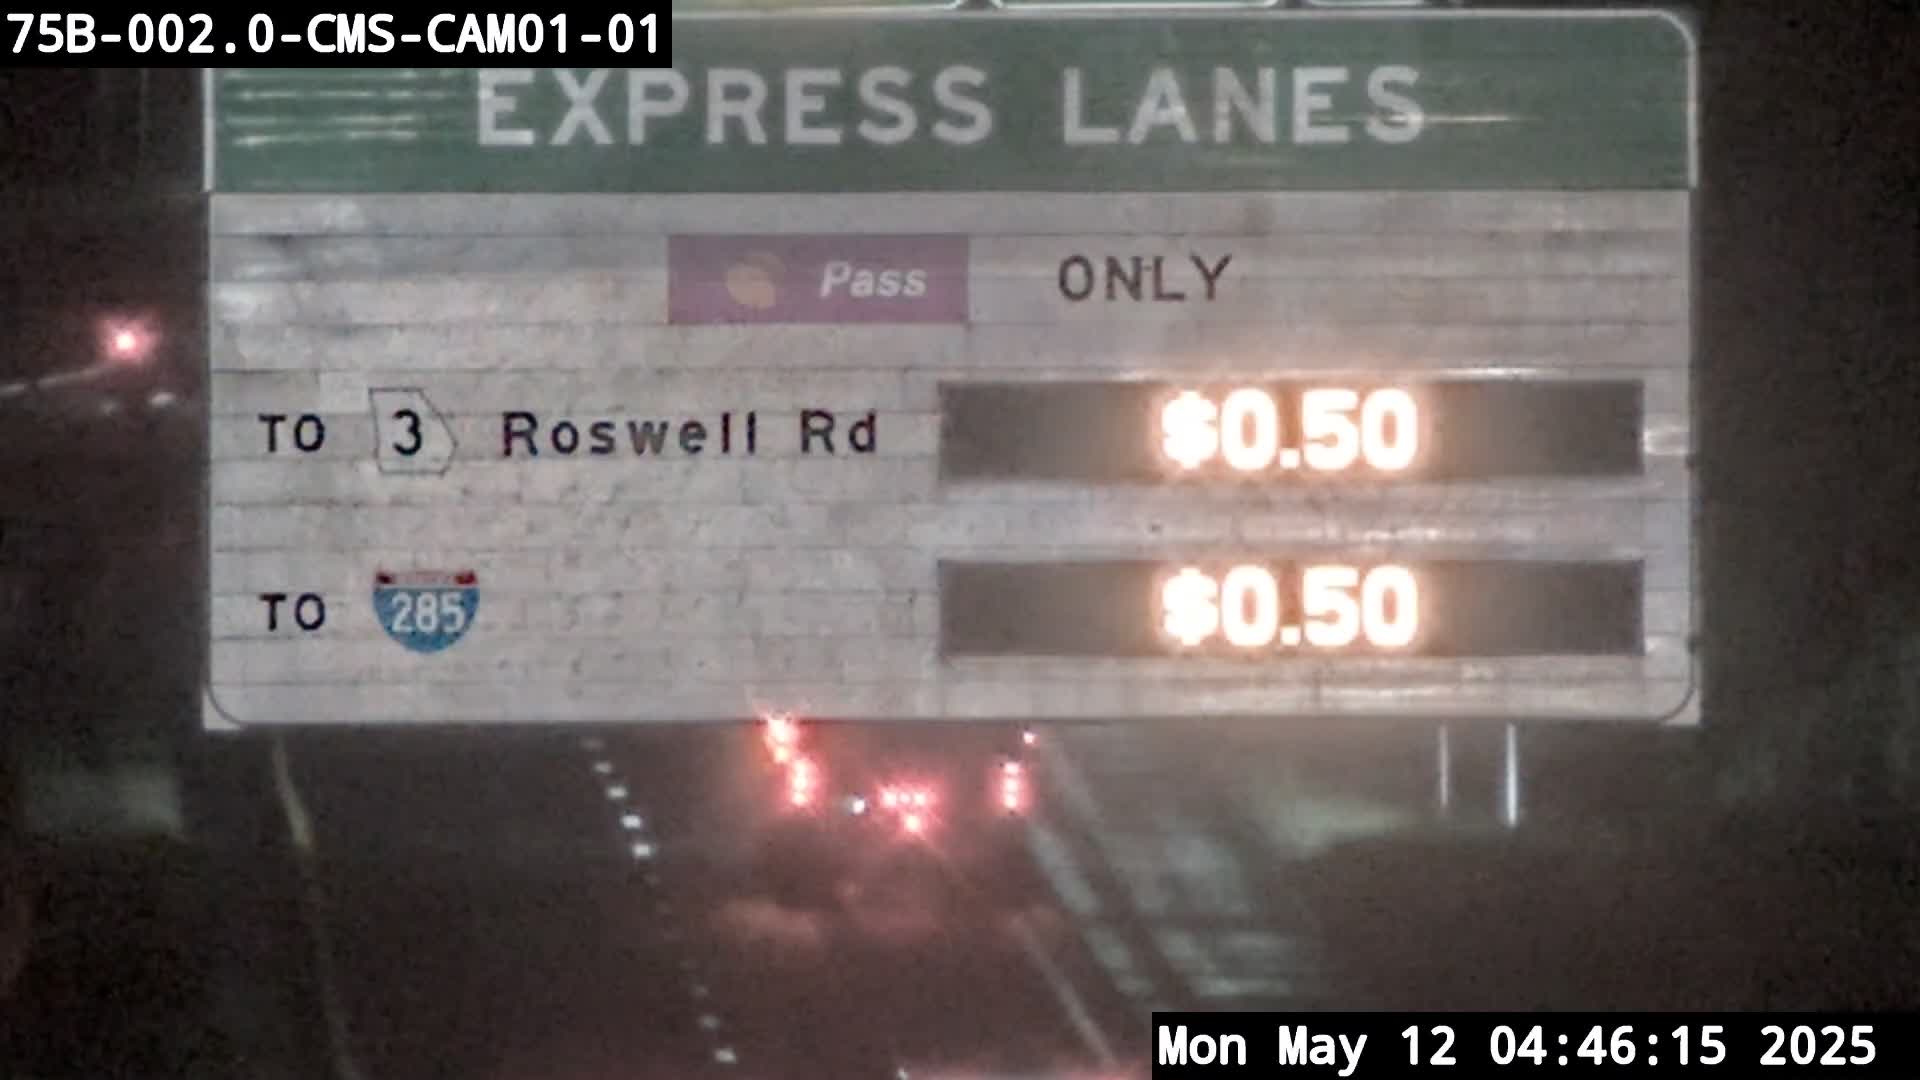 75B-002.0-CMS-CAM01-01
EXPRESS LANES
Pass ONLY
TO 3 Roswell Rd $0.50
TO 285 $0.50
Mon May 12 04:46:15 2025